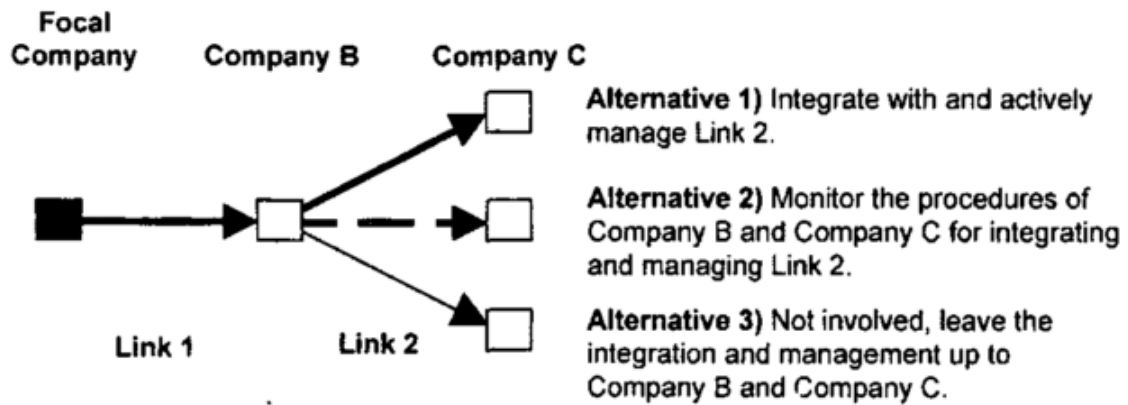 Focal
Company
Company B
Company C
Alternative 1) Integrate with and actively
manage Link 2.
Alternative 2) Monitor the procedures of
Company B and Company C for integrating
and managing Link 2.
Alternative 3) Not involved, leave the
integration and management up to
Company B and Company C.
Link 1
Link 2